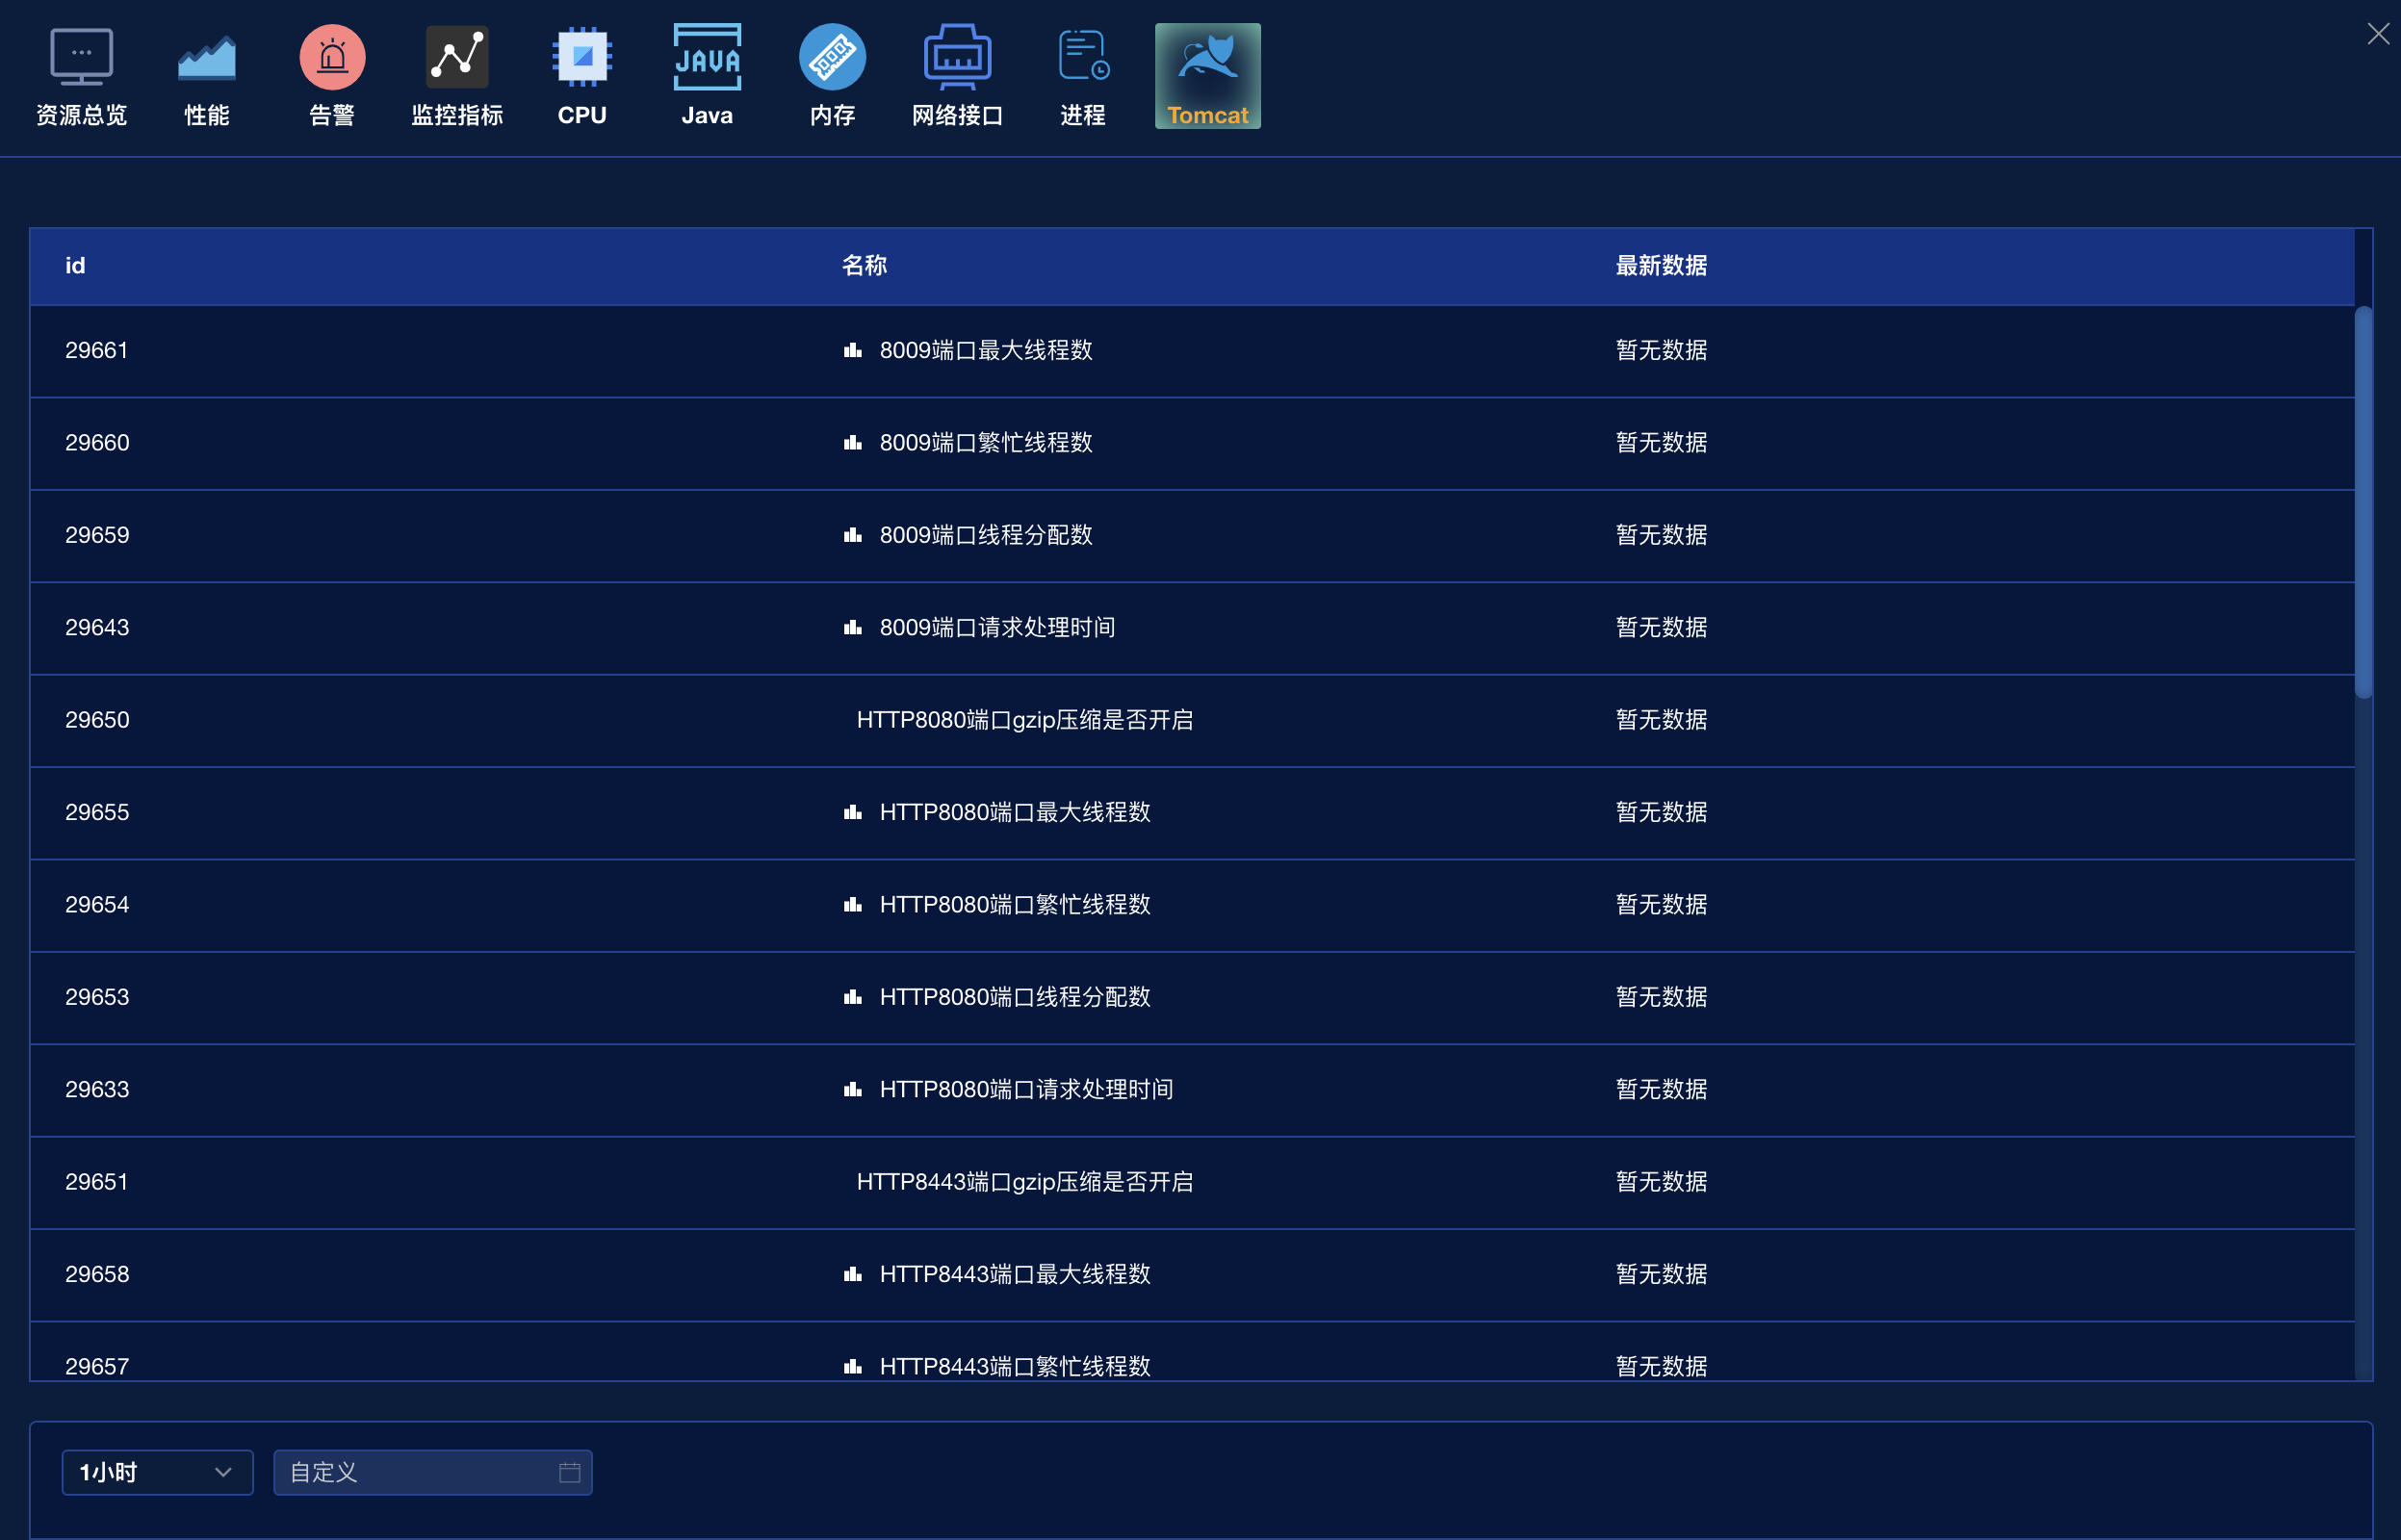 资源总览 性能 告警 监控指标 CPU Java 内存 网络接口 进程 Tomcat
id 名称 最新数据
29661 8009端口最大线程数 暂无数据
29660 8009端口繁忙线程数 暂无数据
29659 8009端口线程分配数 暂无数据
29643 8009端口请求处理时间 暂无数据
29650 HTTP8080端口gzip压缩是否开启 暂无数据
29655 HTTP8080端口最大线程数 暂无数据
29654 HTTP8080端口繁忙线程数 暂无数据
29653 HTTP8080端口线程分配数 暂无数据
29633 HTTP8080端口请求处理时间 暂无数据
29651 HTTP8443端口gzip压缩是否开启 暂无数据
29658 HTTP8443端口最大线程数 暂无数据
29657 HTTP8443端口繁忙线程数 暂无数据
1小时 自定义